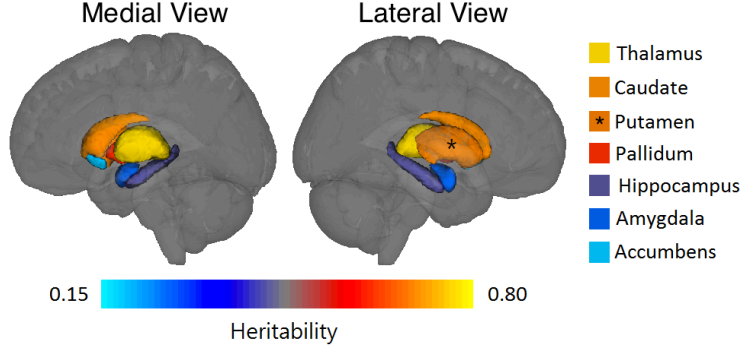 Medial View
Lateral View
Thalamus
Caudate
* Putamen
Pallidum
Hippocampus
Amygdala
Accumbens
*
0.15
0.80
Heritability